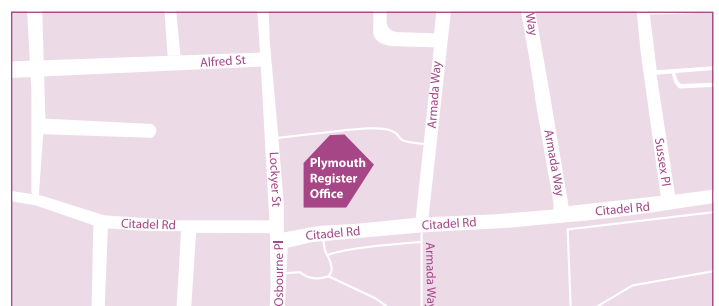 Way
Alfred St
Armada Way
Plymouth
Register
Office
Lockyer St
Armada Way
Sussex Pl
Citadel Rd
Citadel Rd
Citadel Rd
Citadel Rd
Osbourne Pl
Armada Way